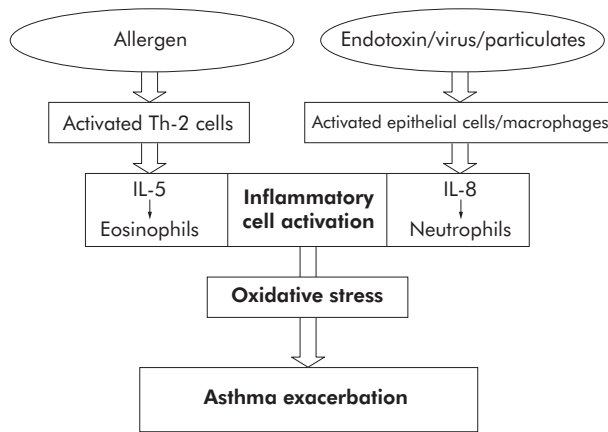 Allergen
Endotoxin/virus/particulates
Activated Th-2 cells
Activated epithelial cells/macrophages
IL-5
Eosinophils
Inflammatory
cell activation
IL-8
Neutrophils
Oxidative stress
Asthma exacerbation